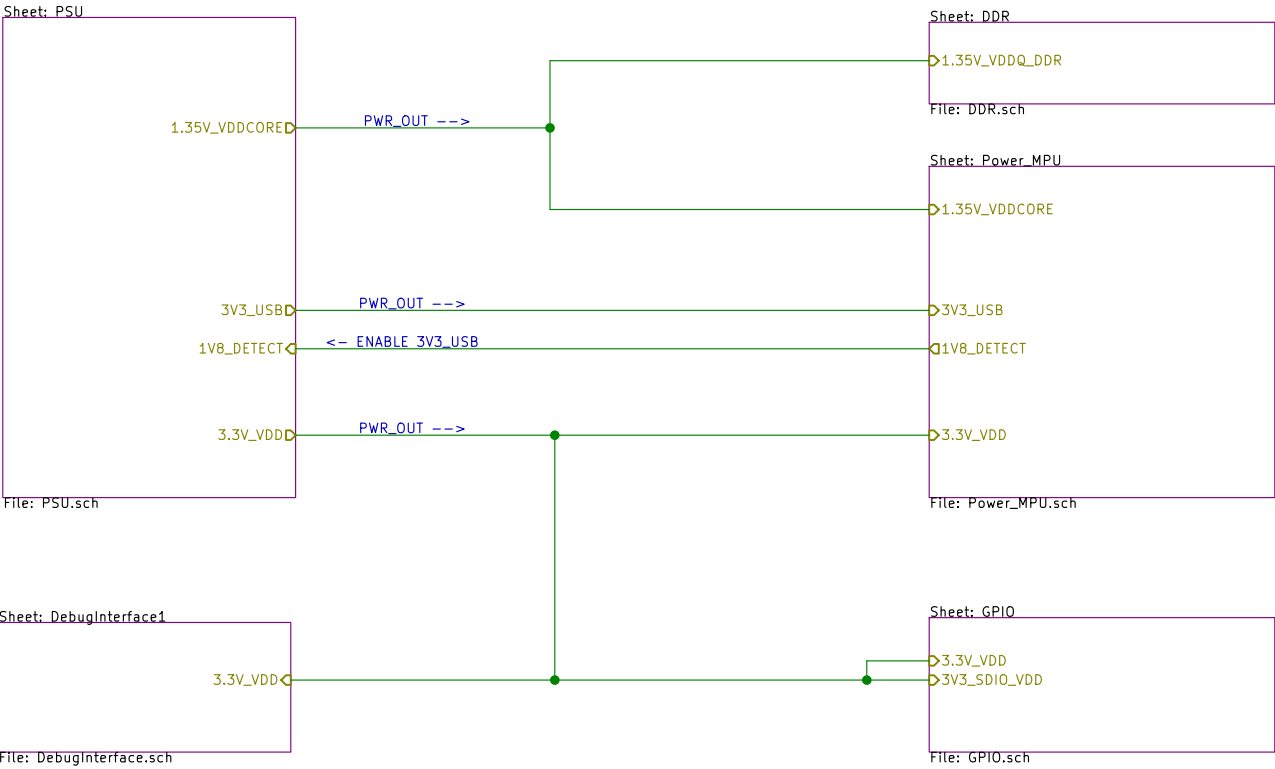 Sheet: PSU
1.35V_VDDCORE
3V3_USB
1V8_DETECT
3.3V_VDD
File: PSU.sch
PWR_OUT -->
PWR_OUT -->
<- ENABLE 3V3_USB
PWR_OUT -->
Sheet: DDR
1.35V_VDDQ_DDR
File: DDR.sch
Sheet: Power_MPU
1.35V_VDDCORE
3V3_USB
1V8_DETECT
3.3V_VDD
File: Power_MPU.sch
Sheet: DebugInterface1
3.3V_VDD
File: DebugInterface.sch
Sheet: GPIO
3.3V_VDD
3V3_SDIO_VDD
File: GPIO.sch